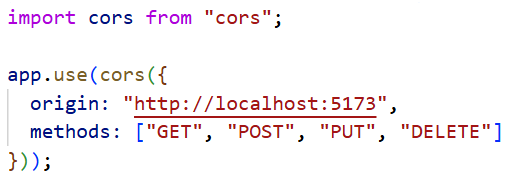 import cors from "cors";
app.use(cors({
  origin: "http://localhost:5173",
  methods: ["GET", "POST", "PUT", "DELETE"]
}));